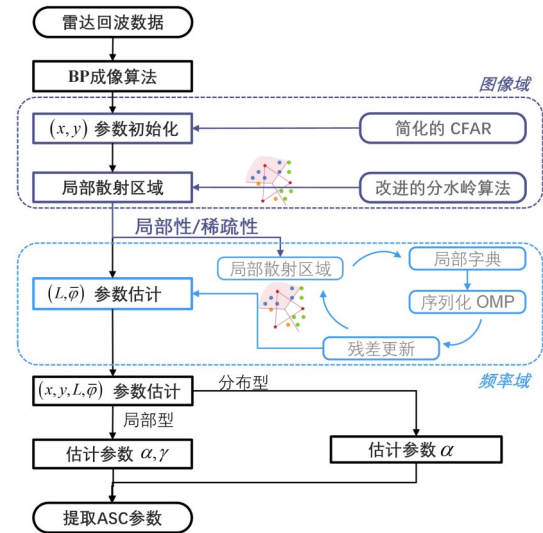 雷达回波数据
BP成像算法
图像域
(x, y) 参数初始化
简化的 CFAR
局部散射区域
改进的分水岭算法
局部性/稀疏性
局部散射区域
局部字典
(L,φ̅) 参数估计
序列化 OMP
残差更新
频率域
(x, y, L,φ̅) 参数估计
分布型
局部型
估计参数 α,γ
估计参数 α
提取ASC参数